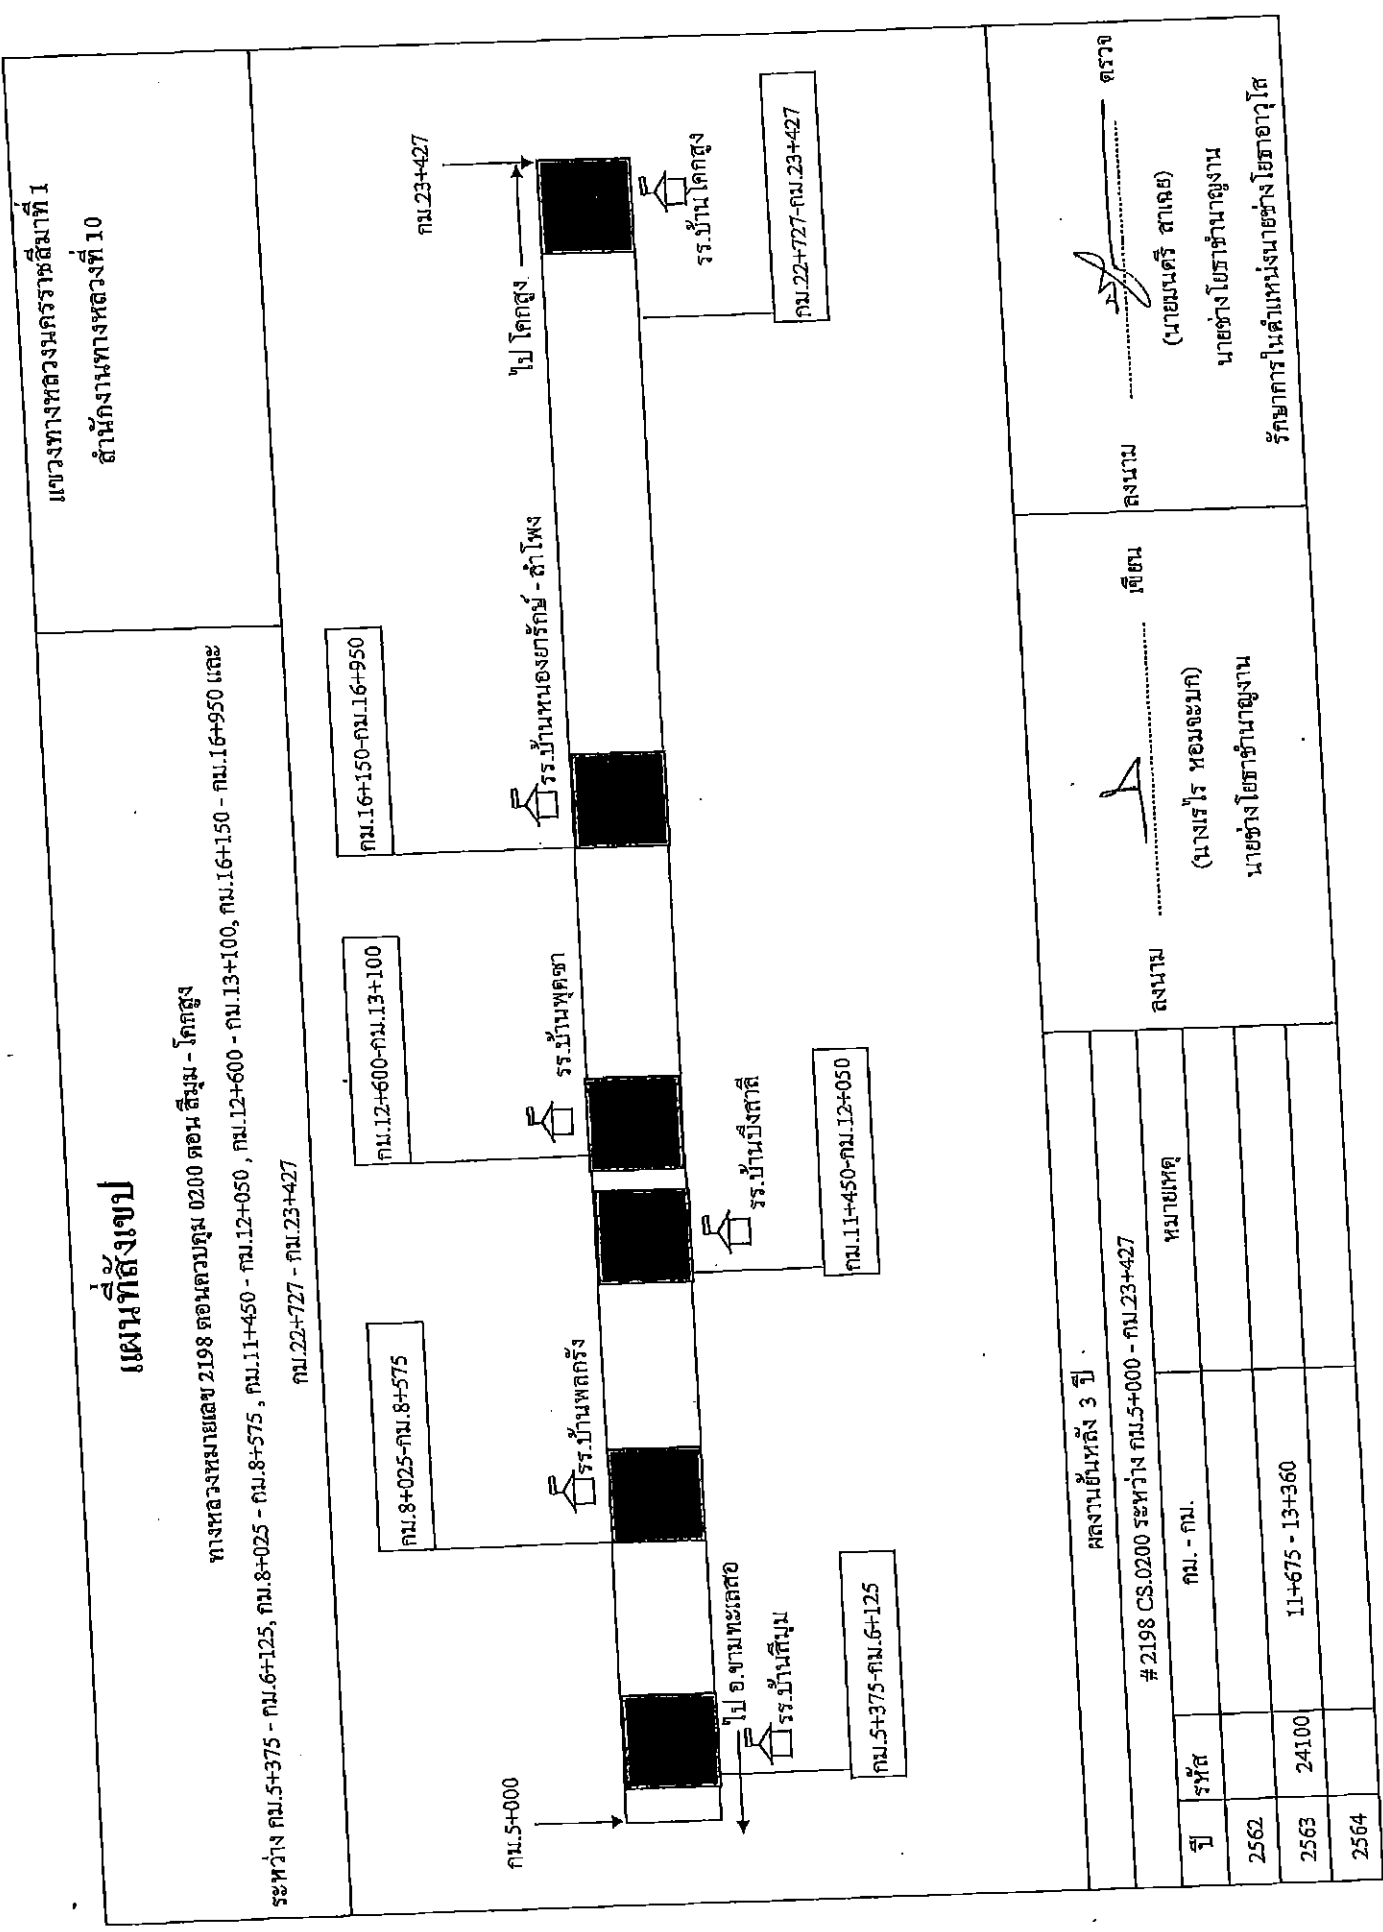 แผนที่สังเขป
ทางหลวงหมายเลข 2198 ตอนควบคุม 0200 ตอน สีมุม - โคกสูง
ระหว่าง กม.5+375 - กม.6+125, กม.8+025 - กม.8+575 , กม.11+450 - กม.12+050 , กม.12+600 - กม.13+100, กม.16+150 - กม.16+950 และ
กม.22+727 - กม.23+427
แขวงทางหลวงนครราชสีมาที่ 1
สำนักงานทางหลวงที่ 10
กม.16+150-กม.16+950
กม.12+600-กม.13+100
กม.8+025-กม.8+575
กม.23+427
กม.5+000
ไป โคกสูง
รร.บ้านหนองยารักษ์ - ลำโพง
รร.บ้านพุดซา
รร.บ้านพลกรัง
รร.บ้านโคกสูง
รร.บ้านบึงสาลี
ไป อ.ขามทะเลสอ
รร.บ้านสีมุม
กม.22+727-กม.23+427
กม.11+450-กม.12+050
กม.5+375-กม.6+125
ผลงานย้อนหลัง 3 ปี
# 2198 CS.0200 ระหว่าง กม.5+000 - กม.23+427
ปี รหัส กม. - กม. หมายเหตุ
2562
2563 24100 11+675 - 13+360
2564
ลงนาม เขียน
(นางเรไร หอมจะบก)
นายช่างโยธาชำนาญงาน
ลงนาม ตรวจ
(นายมนตรี สาเฉย)
นายช่างโยธาชำนาญงาน
รักษาการในตำแหน่งนายช่างโยธาอาวุโส